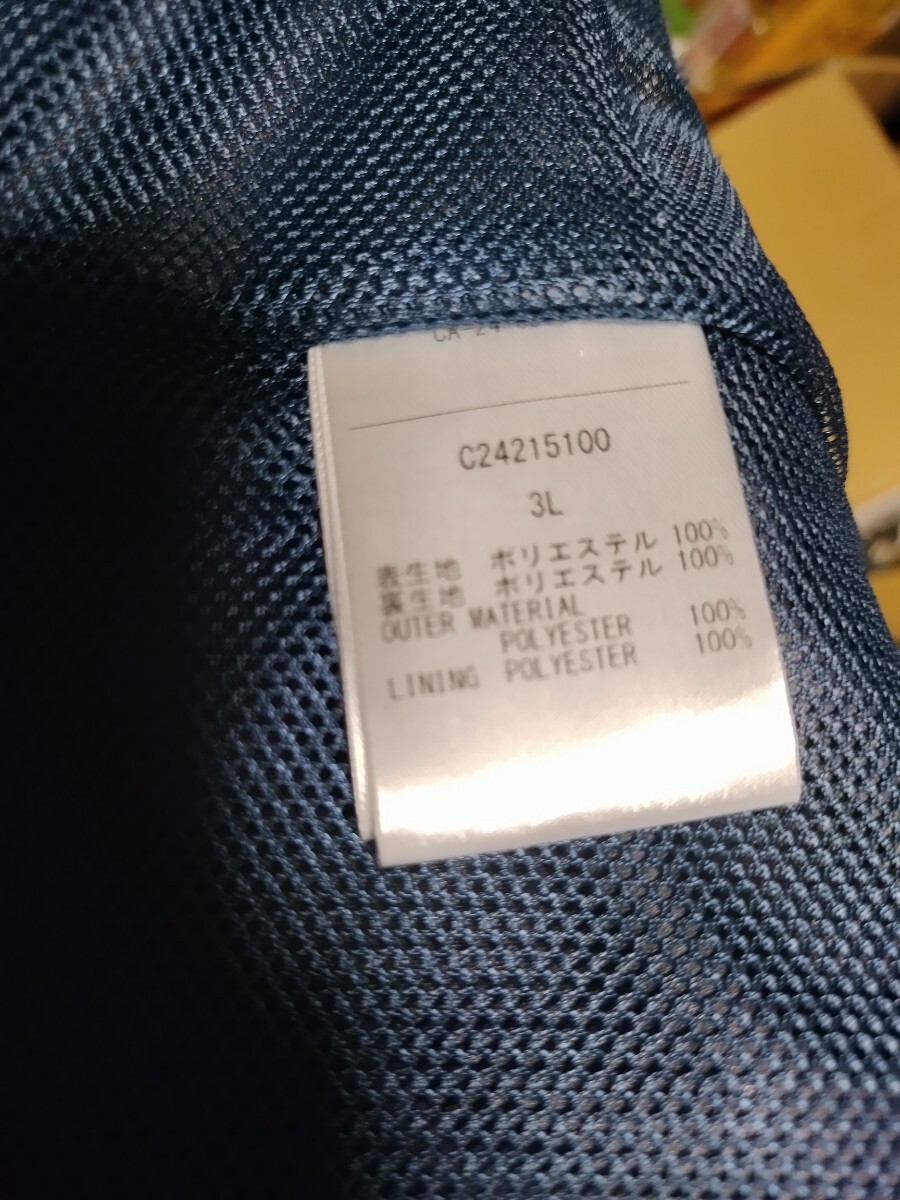 C24215100
3L
表生地 ポリエステル 100%
裏生地 ポリエステル 100%
OUTER MATERIAL
POLYESTER 100%
LINING POLYESTER 100%